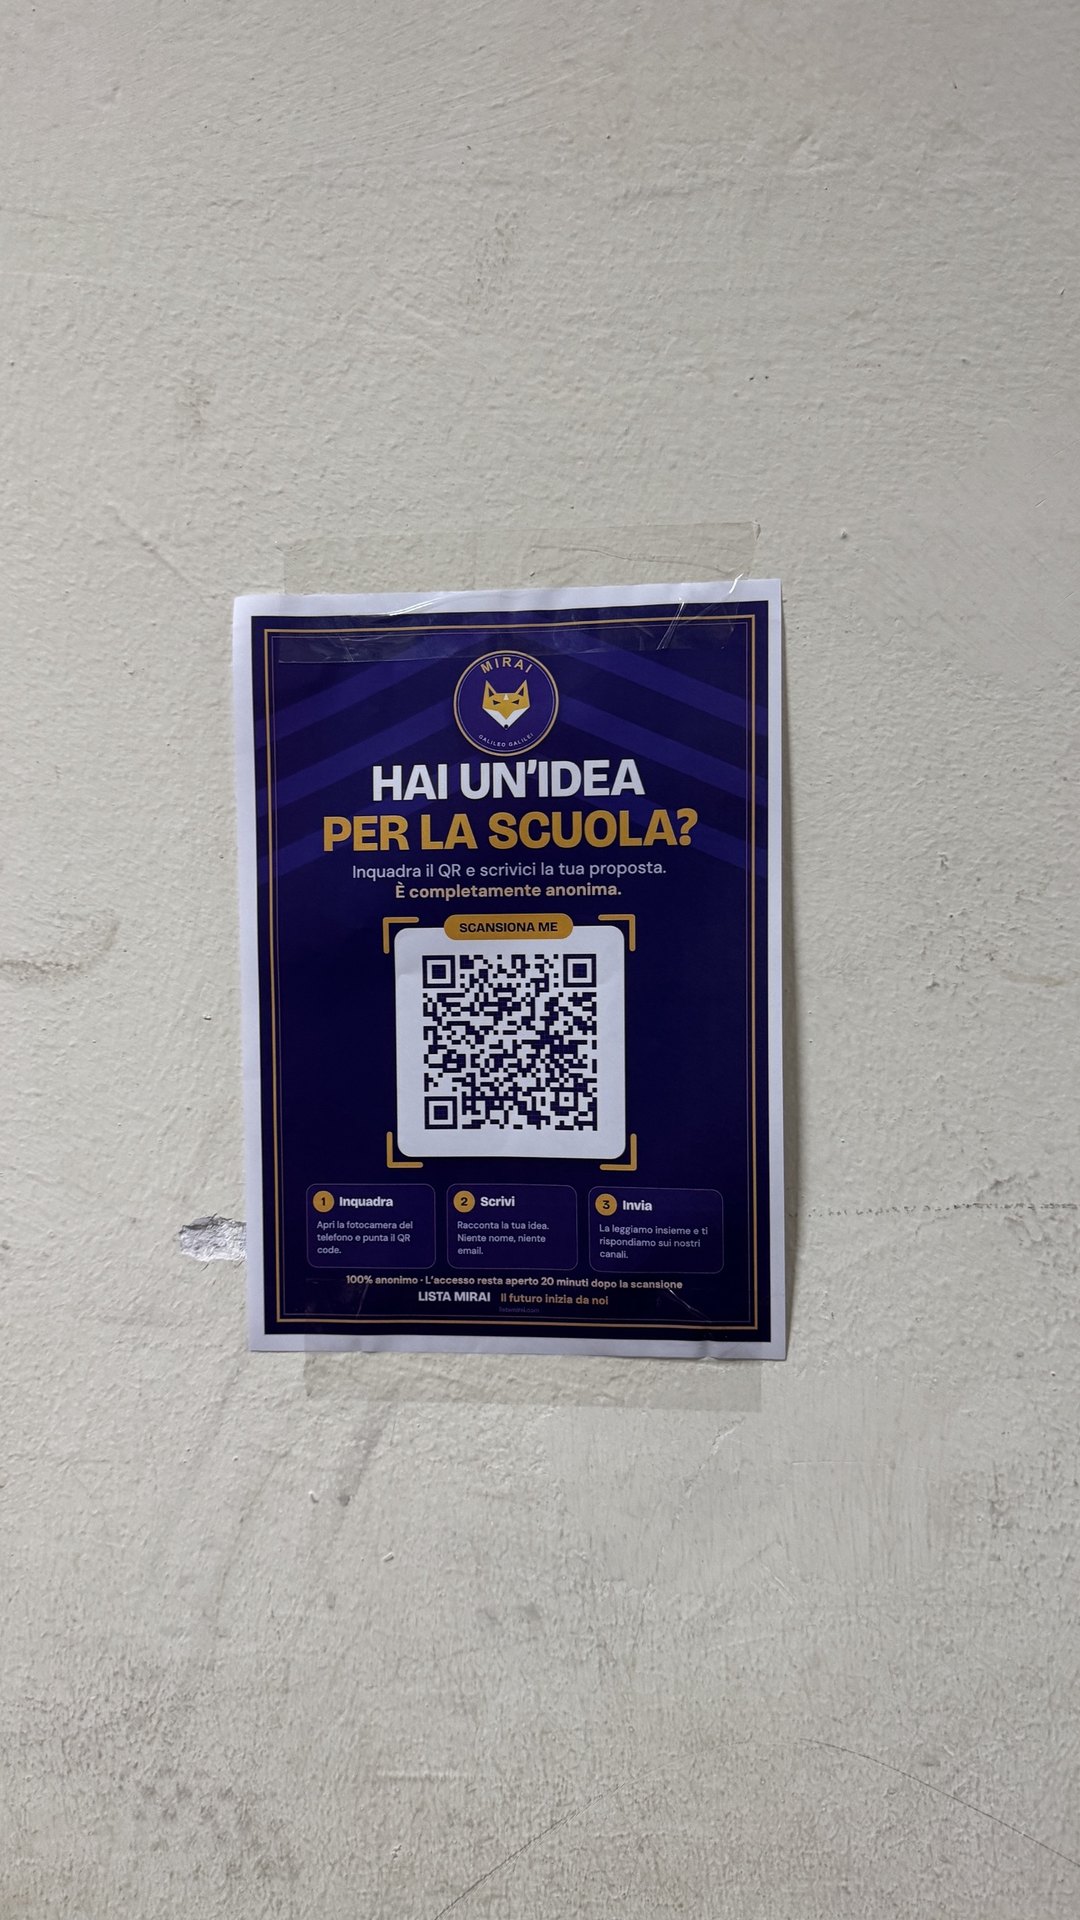 MIRAI
GALILEO GALILEI
HAI UN'IDEA
PER LA SCUOLA?
Inquadra il QR e scrivici la tua proposta.
È completamente anonima.
SCANSIONA ME
1 Inquadra
Apri la fotocamera del
telefono e punta il QR
code.
2 Scrivi
Racconta la tua idea.
Niente nome, niente
email.
3 Invia
La leggiamo insieme e ti
rispondiamo sui nostri
canali.
100% anonimo · L'accesso resta aperto 20 minuti dopo la scansione
LISTA MIRAI Il futuro inizia da noi